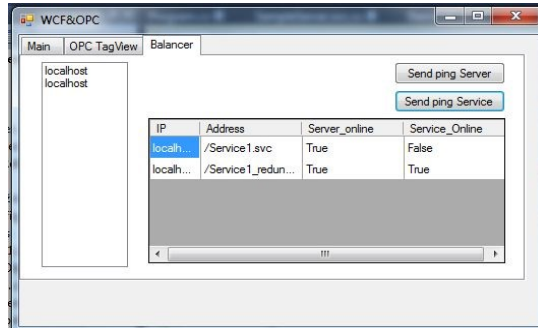 WCF&OPC
Main OPC TagView Balancer
localhost
localhost
Send ping Server
Send ping Service
IP Address Server_online Service_Online
localh... /Service1.svc True False
localh... /Service1_redun... True True